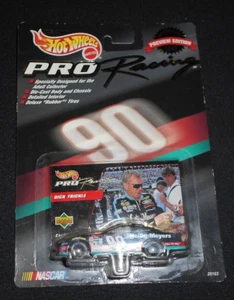 Hot Wheels
PREVIEW EDITION
PRO Racing
• Specially Designed for the
Adult Collector
• Die-Cast Body and Chassis
• Detailed Interior
• Deluxe "Rubber" Tires
90
PRO Racing
DICK TRICKLE
Upper Deck
NASCAR